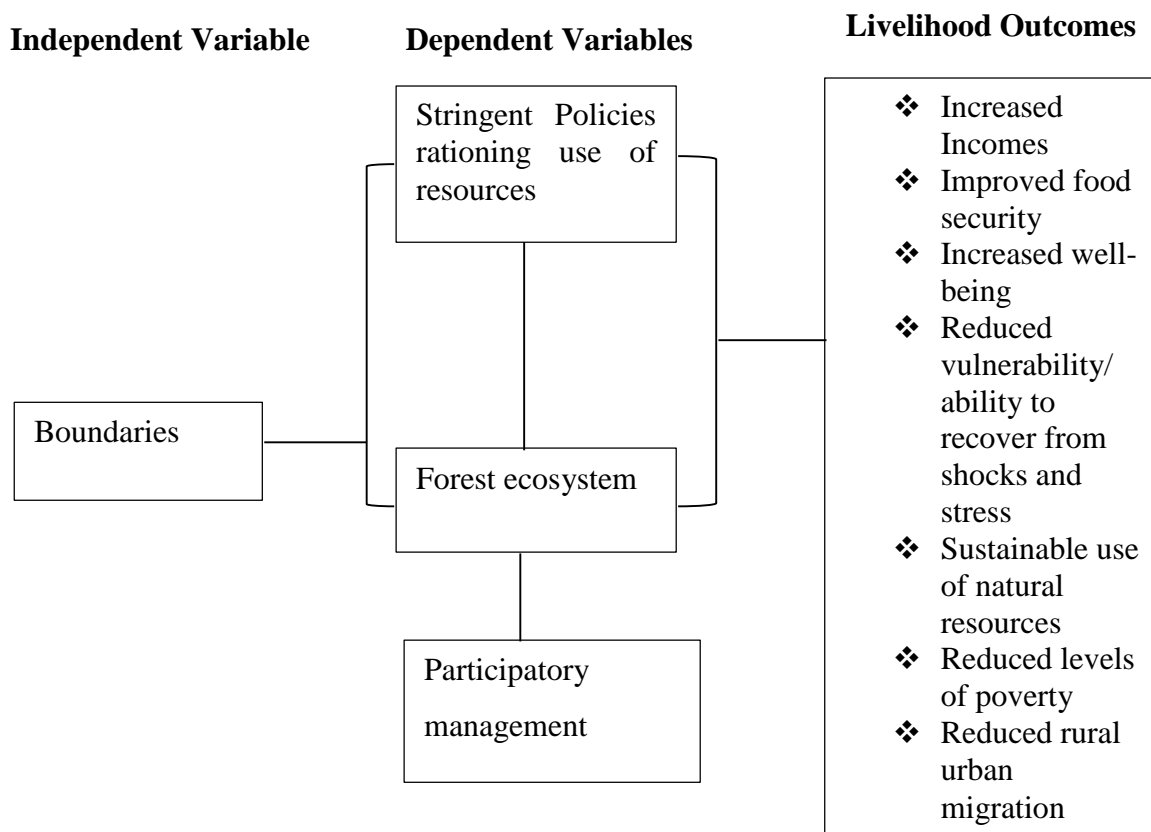 Independent Variable
Dependent Variables
Livelihood Outcomes
Stringent Policies
rationing use of
resources
Boundaries
Forest ecosystem
Participatory
management
❖ Increased
Incomes
❖ Improved food
security
❖ Increased well-
being
❖ Reduced
vulnerability/
ability to
recover from
shocks and
stress
❖ Sustainable use
of natural
resources
❖ Reduced levels
of poverty
❖ Reduced rural
urban
migration